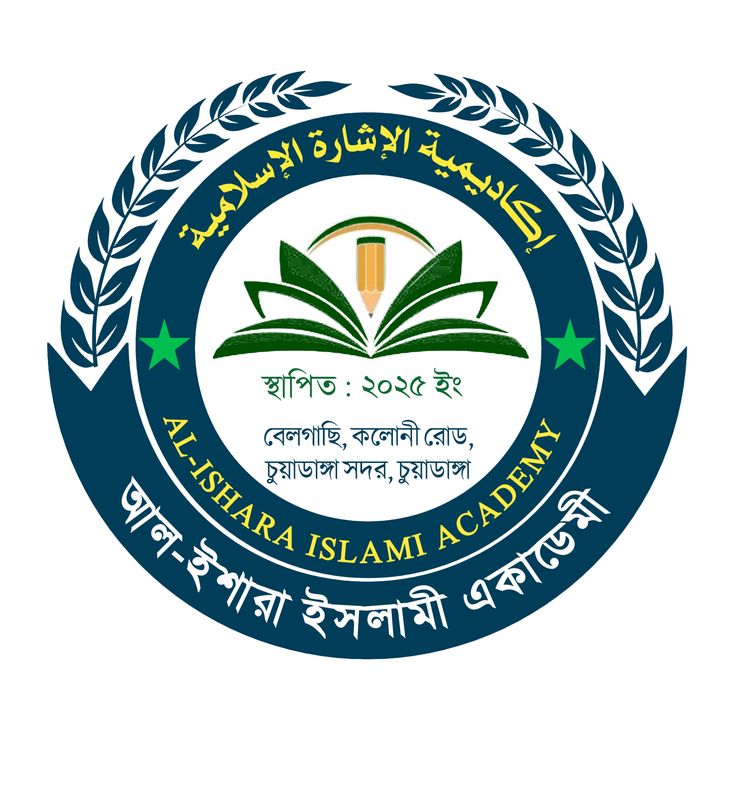 إكاديمية الإشارة الإسلامية
স্থাপিত : ২০২৫ ইং
বেলগাছি, কলোনী রোড,
চুয়াডাঙ্গা সদর, চুয়াডাঙ্গা
AL-ISHARA ISLAMI ACADEMY
আল-ইশারা ইসলামী একাডেমী